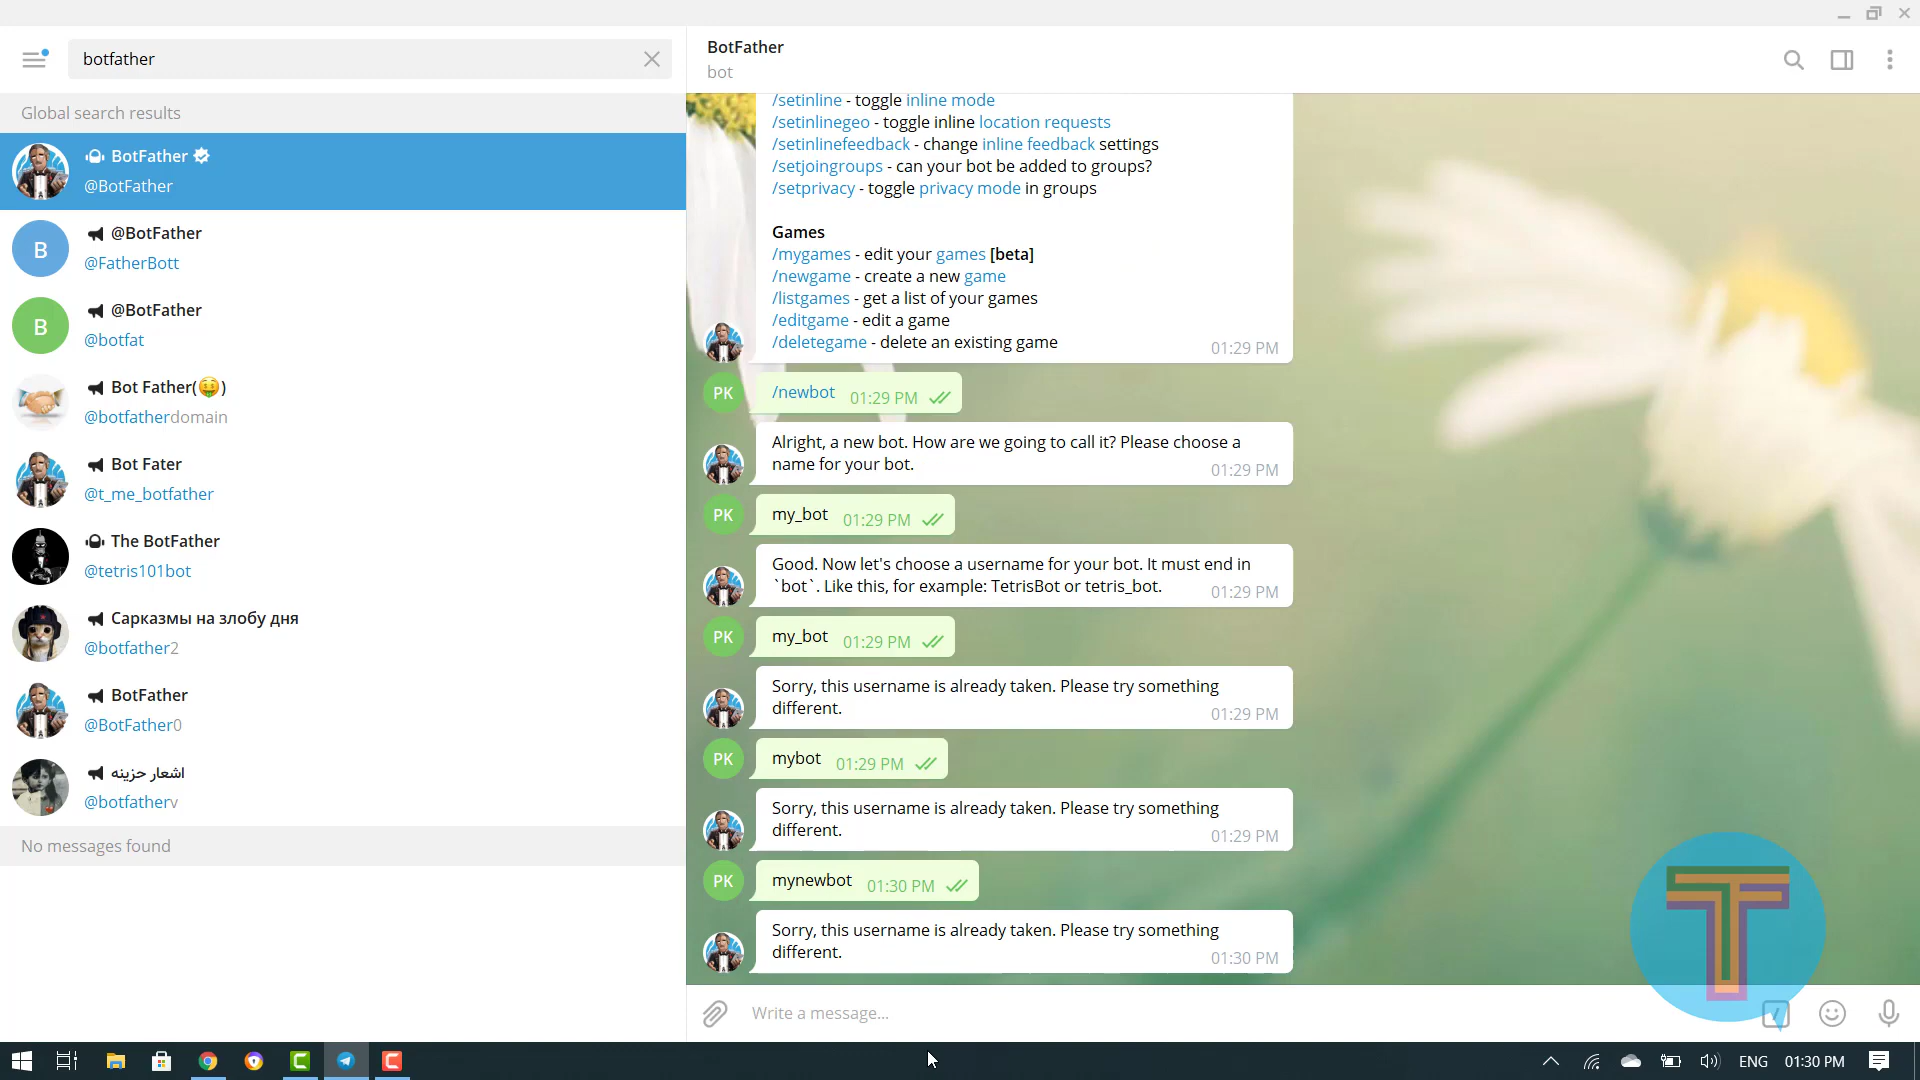 botfather
Global search results
BotFather
@BotFather
B
@BotFather
@FatherBott
B
@BotFather
@botfat
Bot Father(🤑)
@botfatherdomain
Bot Fater
@t_me_botfather
The BotFather
@tetris101bot
Сарказмы на злобу дня
@botfather2
BotFather
@BotFather0
اشعار حزينه
@botfatherv
No messages found
BotFather
bot
/setinline - toggle inline mode
/setinlinegeo - toggle inline location requests
/setinlinefeedback - change inline feedback settings
/setjoingroups - can your bot be added to groups?
/setprivacy - toggle privacy mode in groups
Games
/mygames - edit your games [beta]
/newgame - create a new game
/listgames - get a list of your games
/editgame - edit a game
/deletegame - delete an existing game
01:29 PM
PK
/newbot 01:29 PM
Alright, a new bot. How are we going to call it? Please choose a
name for your bot.
01:29 PM
PK
my_bot 01:29 PM
Good. Now let's choose a username for your bot. It must end in
`bot`. Like this, for example: TetrisBot or tetris_bot.
01:29 PM
PK
my_bot 01:29 PM
Sorry, this username is already taken. Please try something
different.
01:29 PM
PK
mybot 01:29 PM
Sorry, this username is already taken. Please try something
different.
01:29 PM
PK
mynewbot 01:30 PM
Sorry, this username is already taken. Please try something
different.
01:30 PM
Write a message...
T
ENG 01:30 PM